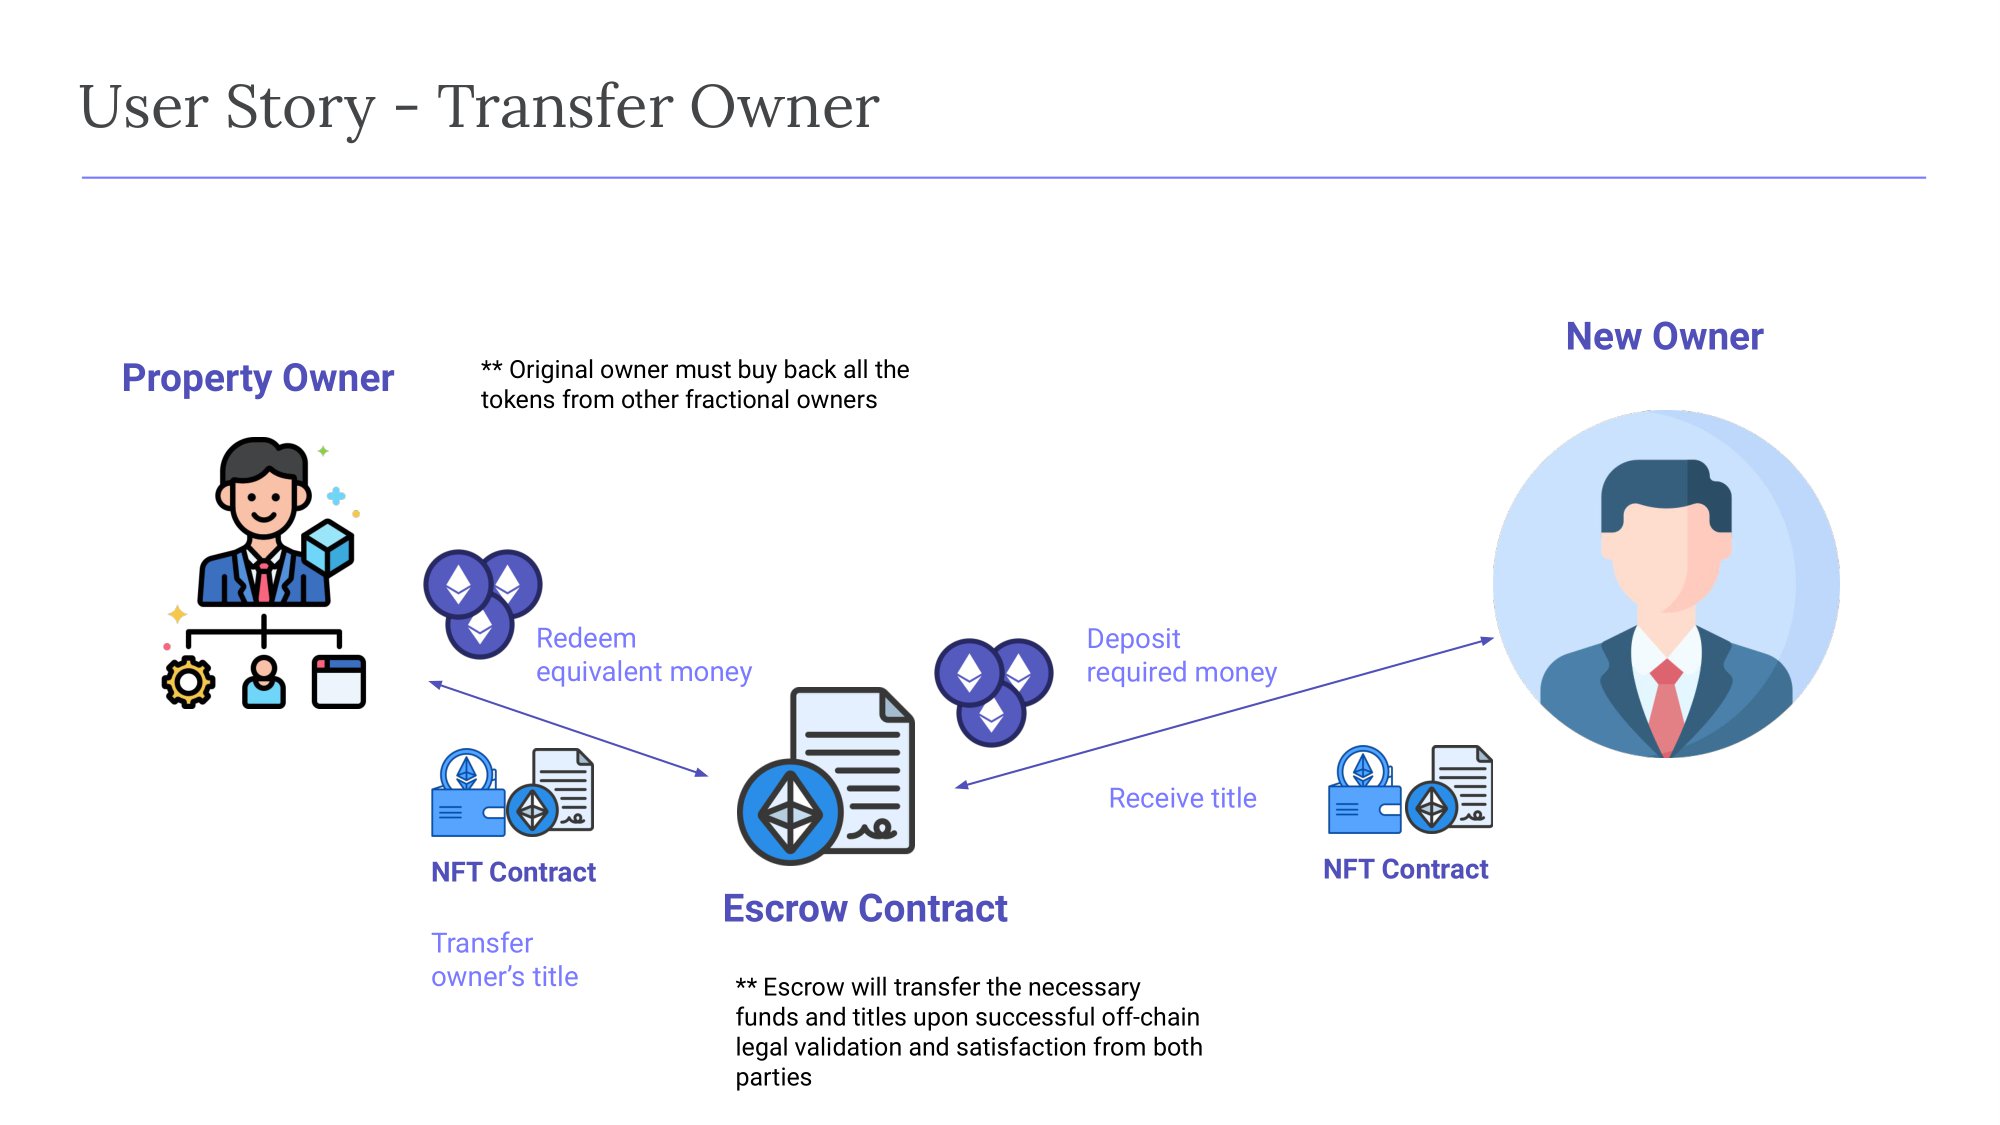 User Story - Transfer Owner
New Owner
Property Owner
** Original owner must buy back all the
tokens from other fractional owners
Redeem
equivalent money
Deposit
required money
Receive title
NFT Contract
NFT Contract
Escrow Contract
Transfer
owner’s title
** Escrow will transfer the necessary
funds and titles upon successful off-chain
legal validation and satisfaction from both
parties